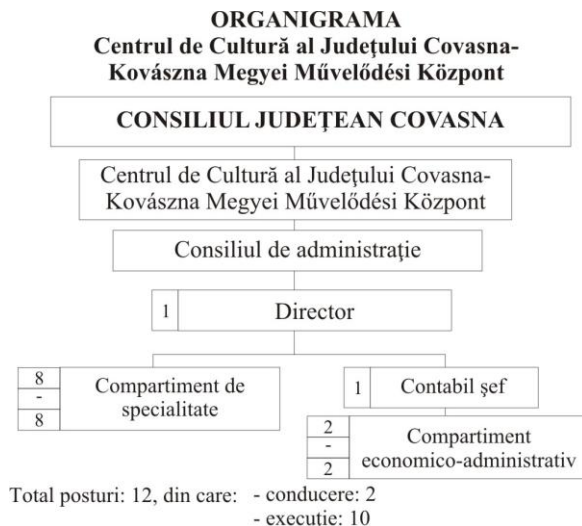 ORGANIGRAMA
Centrul de Cultură al Judeţului Covasna-
Kovászna Megyei Művelődési Központ
CONSILIUL JUDEŢEAN COVASNA
Centrul de Cultură al Judeţului Covasna-
Kovászna Megyei Művelődési Központ
Consiliul de administraţie
1 Director
8
-
8
Compartiment de
specialitate
1 Contabil şef
2
-
2
Compartiment
economico-administrativ
Total posturi: 12, din care: - conducere: 2
- executie: 10